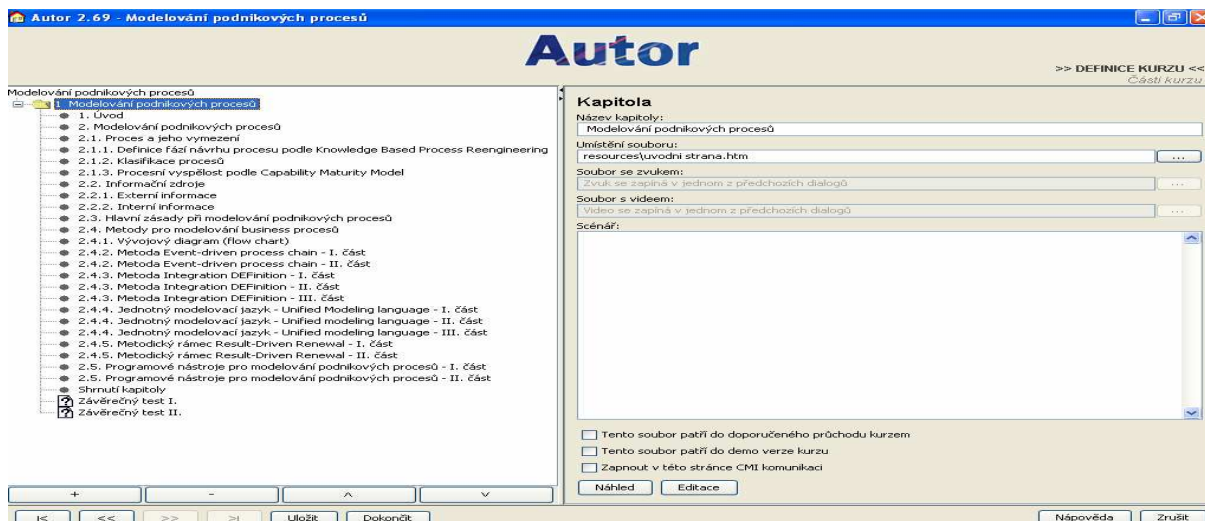 Autor 2.69 - Modelování podnikových procesů
Autor
>> DEFINICE KURZU <<
Části kurzu
Modelování podnikových procesů
1. Modelování podnikových procesů
1. Úvod
2. Modelování podnikových procesů
2.1. Proces a jeho vymezení
2.1.1. Definice fází návrhu procesu podle Knowledge Based Process Reengineering
2.1.2. Klasifikace procesů
2.1.3. Procesní vyspělost podle Capability Maturity Model
2.2. Informační zdroje
2.2.1. Externí informace
2.2.2. Interní informace
2.3. Hlavní zásady při modelování podnikových procesů
2.4. Metody pro modelování business procesů
2.4.1. Vývojový diagram (flow chart)
2.4.2. Metoda Event-driven process chain - I. část
2.4.2. Metoda Event-driven process chain - II. část
2.4.3. Metoda Integration DEFinition - I. část
2.4.3. Metoda Integration DEFinition - II. část
2.4.3. Metoda Integration DEFinition - III. část
2.4.4. Jednotný modelovací jazyk - Unified Modeling language - I. část
2.4.4. Jednotný modelovací jazyk - Unified modeling language - II. část
2.4.4. Jednotný modelovací jazyk - Unified modeling language - III. část
2.4.5. Metodický rámec Result-Driven Renewal - I. část
2.4.5. Metodický rámec Result-Driven Renewal - II. část
2.5. Programové nástroje pro modelování podnikových procesů - I. část
2.5. Programové nástroje pro modelování podnikových procesů - II. část
Shrnutí kapitoly
Závěrečný test I.
Závěrečný test II.
+ - ^ v
Kapitola
Název kapitoly:
Modelování podnikových procesů
Umístění souboru:
resources\uvodni strana.htm
...
Soubor se zvukem:
Zvuk se zapíná v jednom z předchozích dialogů
...
Soubor s videem:
Video se zapíná v jednom z předchozích dialogů
...
Scénář:
Tento soubor patří do doporučeného průchodu kurzem
Tento soubor patří do demo verze kurzu
Zapnout v této stránce CMI komunikaci
Náhled Editace
|< << >> >| Uložit Dokončit Nápověda Zrušit